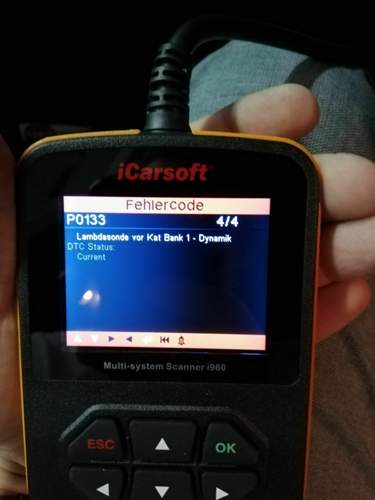 iCarsoft®
Fehlercode
P0133 4/4
Lambdasonde vor Kat Bank 1 - Dynamik
DTC Status:
Current
Multi-system Scanner i960
ESC
OK